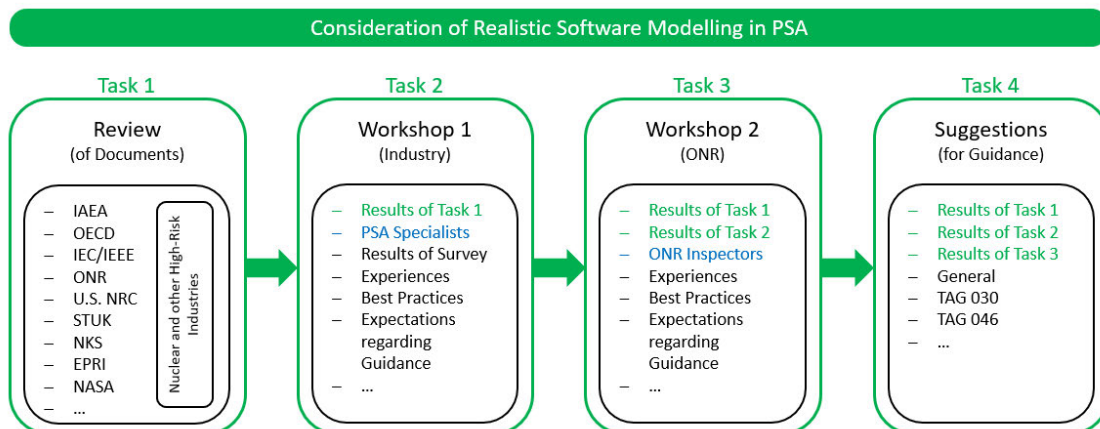 Consideration of Realistic Software Modelling in PSA
Task 1
Review
(of Documents)
– IAEA
– OECD
– IEC/IEEE
– ONR
– U.S. NRC
– STUK
– NKS
– EPRI
– NASA
– ...
Nuclear and other High-Risk
Industries
Task 2
Workshop 1
(Industry)
– Results of Task 1
– PSA Specialists
– Results of Survey
– Experiences
– Best Practices
– Expectations
regarding
Guidance
– ...
Task 3
Workshop 2
(ONR)
– Results of Task 1
– Results of Task 2
– ONR Inspectors
– Experiences
– Best Practices
– Expectations
regarding
Guidance
– ...
Task 4
Suggestions
(for Guidance)
– Results of Task 1
– Results of Task 2
– Results of Task 3
– General
– TAG 030
– TAG 046
– ...